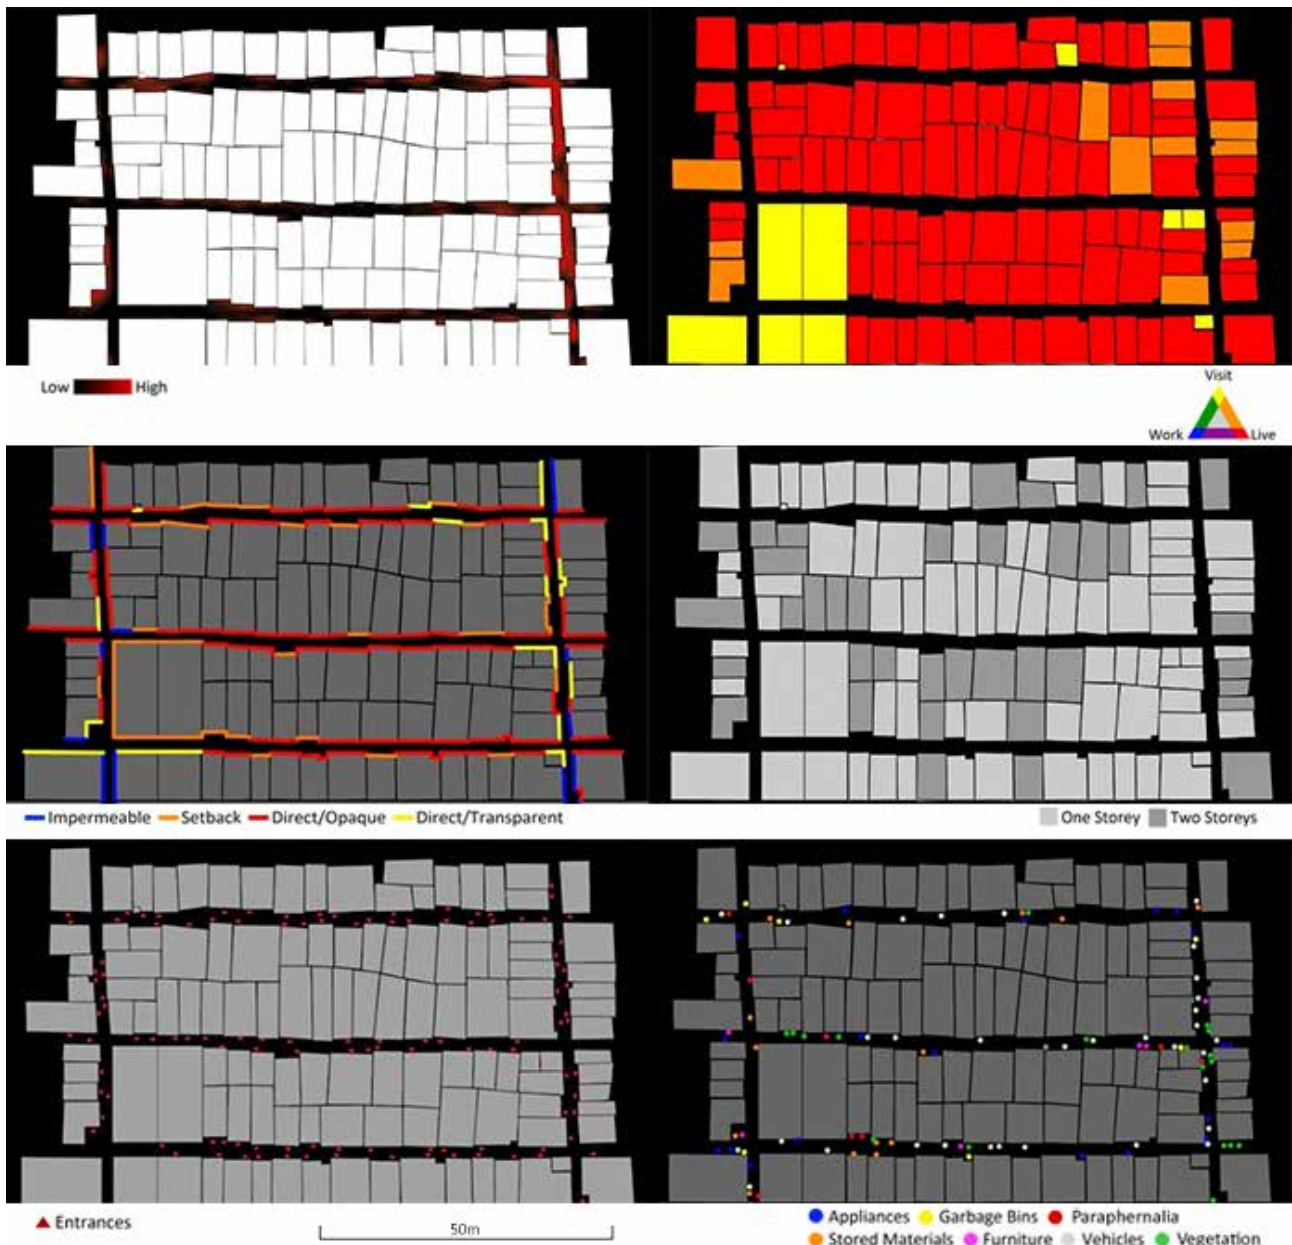 Low High
Visit
Work Live
Impermeable Setback Direct/Opaque Direct/Transparent
One Storey Two Storeys
Entrances
50m
Appliances Garbage Bins Paraphernalia
Stored Materials Furniture Vehicles Vegetation